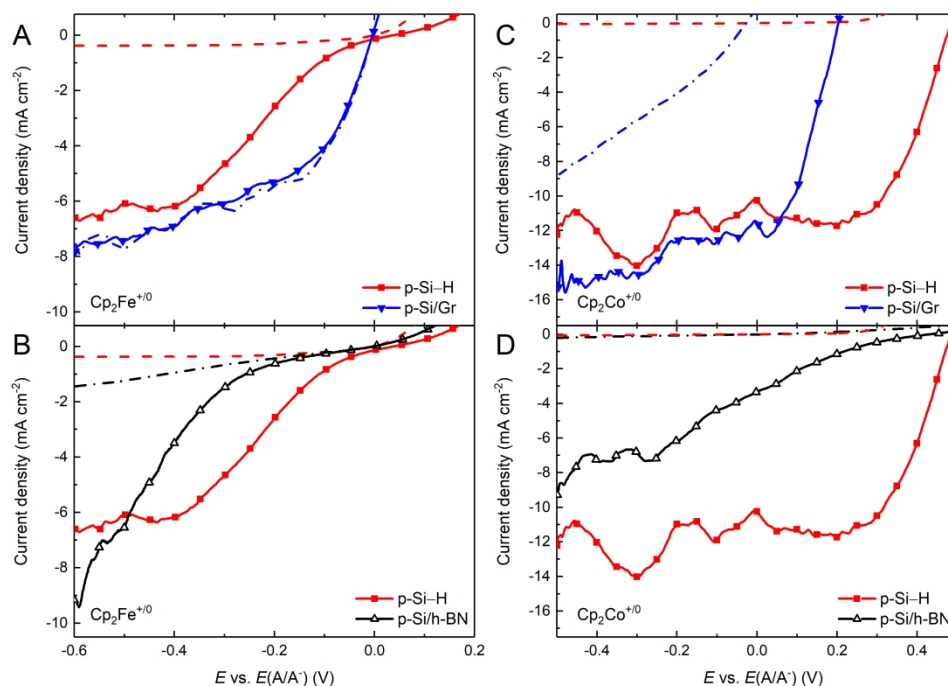 A
Current density (mA cm⁻²)
0
-2
-4
-6
-8
-10
Cp₂Fe⁺ᐟ⁰
p-Si–H
p-Si/Gr
C
Current density (mA cm⁻²)
0
-2
-4
-6
-8
-10
-12
-14
-16
Cp₂Co⁺ᐟ⁰
p-Si–H
p-Si/Gr
B
Current density (mA cm⁻²)
0
-2
-4
-6
-8
-10
Cp₂Fe⁺ᐟ⁰
p-Si–H
p-Si/h-BN
-0.6 -0.4 -0.2 0.0 0.2
E vs. E(A/A⁻) (V)
D
Current density (mA cm⁻²)
0
-2
-4
-6
-8
-10
-12
-14
-16
Cp₂Co⁺ᐟ⁰
p-Si–H
p-Si/h-BN
-0.4 -0.2 0.0 0.2 0.4
E vs. E(A/A⁻) (V)